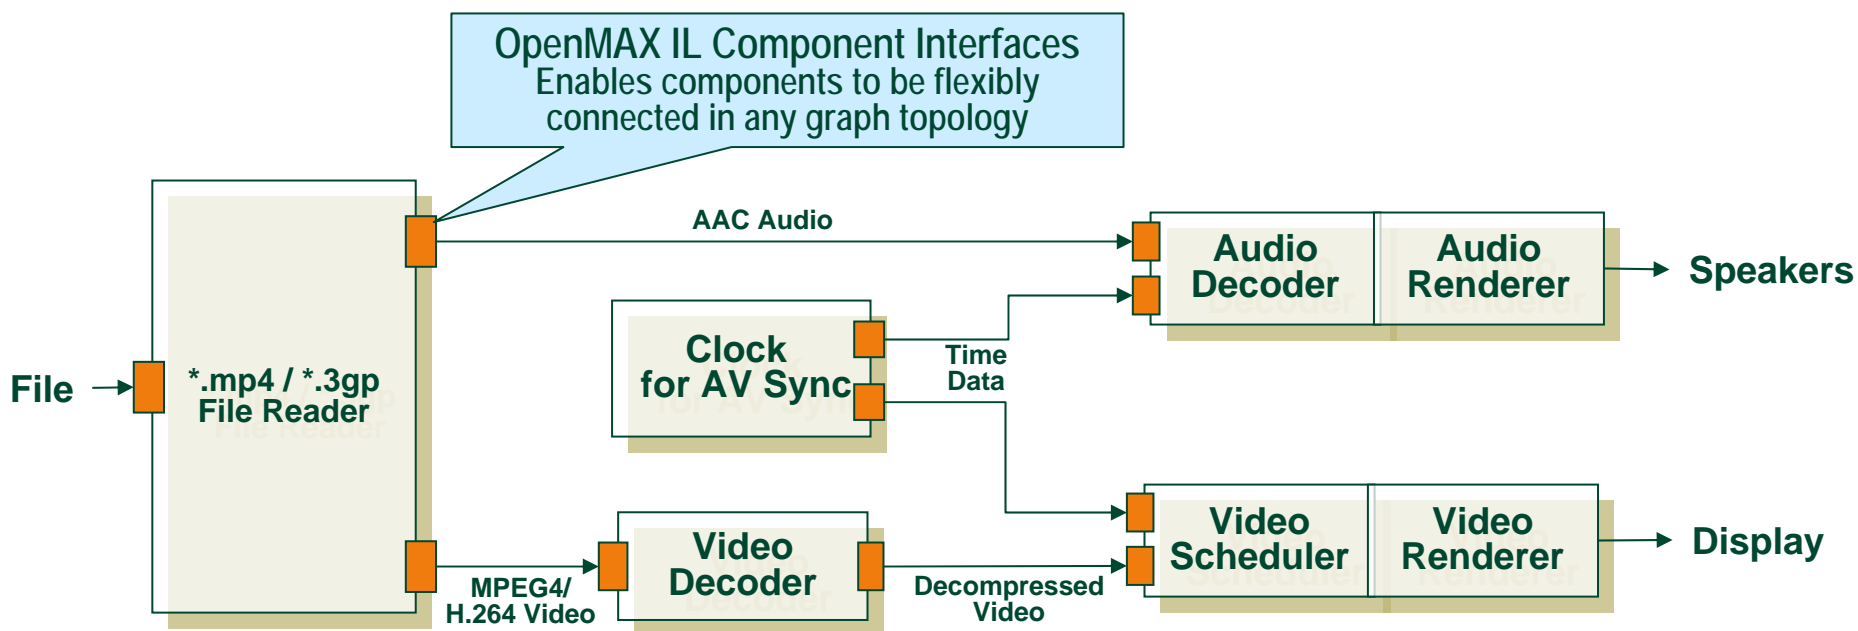 OpenMAX IL Component Interfaces
Enables components to be flexibly
connected in any graph topology
AAC Audio
Audio
Decoder
Audio
Renderer
Speakers
Clock
for AV Sync
Time
Data
File
*.mp4 / *.3gp
File Reader
Video
Decoder
MPEG4/
H.264 Video
Decompressed
Video
Video
Scheduler
Video
Renderer
Display